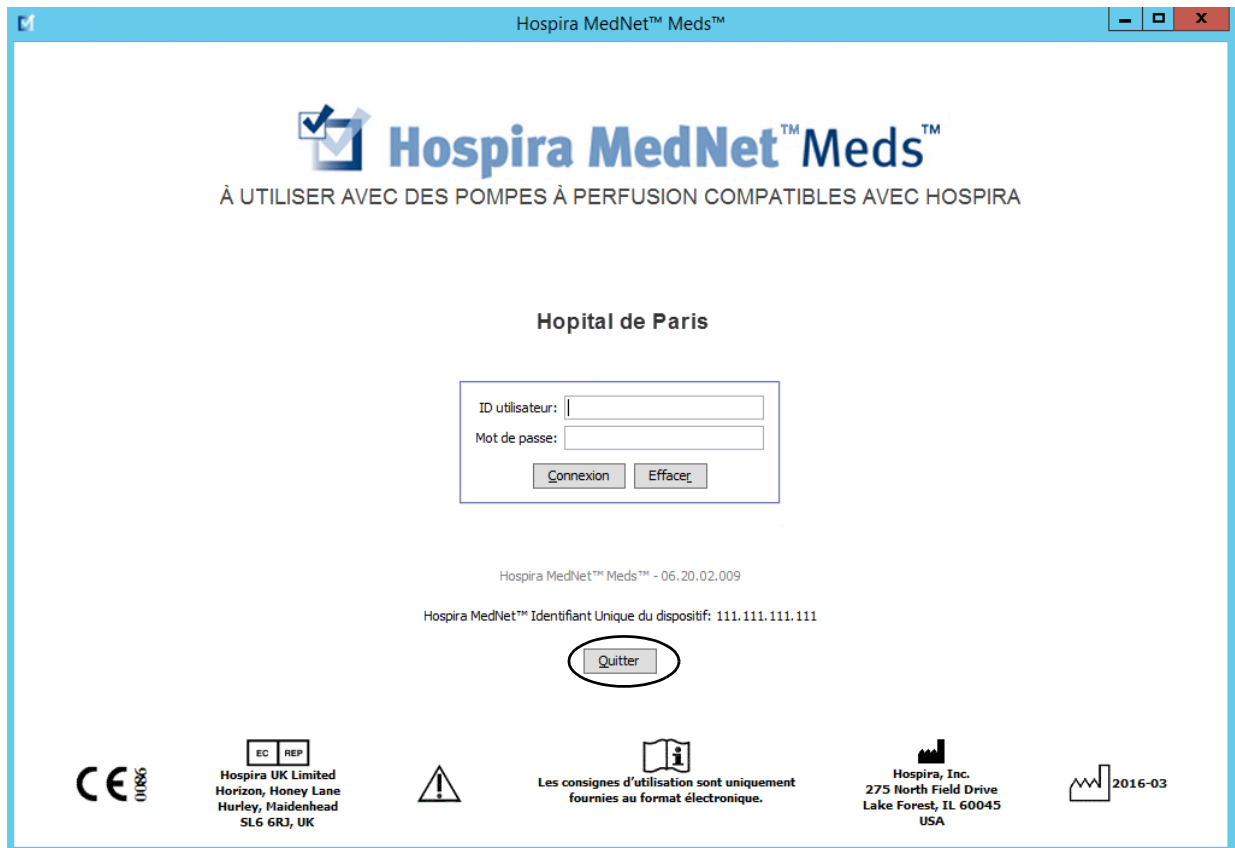 Hospira MedNet™ Meds™
Hospira MedNet™Meds™
À UTILISER AVEC DES POMPES À PERFUSION COMPATIBLES AVEC HOSPIRA
Hopital de Paris
ID utilisateur:
Mot de passe:
Connexion Effacer
Hospira MedNet™ Meds™ - 06.20.02.009
Hospira MedNet™ Identifiant Unique du dispositif: 111.111.111.111
Quitter
CE 0086
EC REP
Hospira UK Limited
Horizon, Honey Lane
Hurley, Maidenhead
SL6 6RJ, UK
Les consignes d'utilisation sont uniquement
fournies au format électronique.
Hospira, Inc.
275 North Field Drive
Lake Forest, IL 60045
USA
2016-03